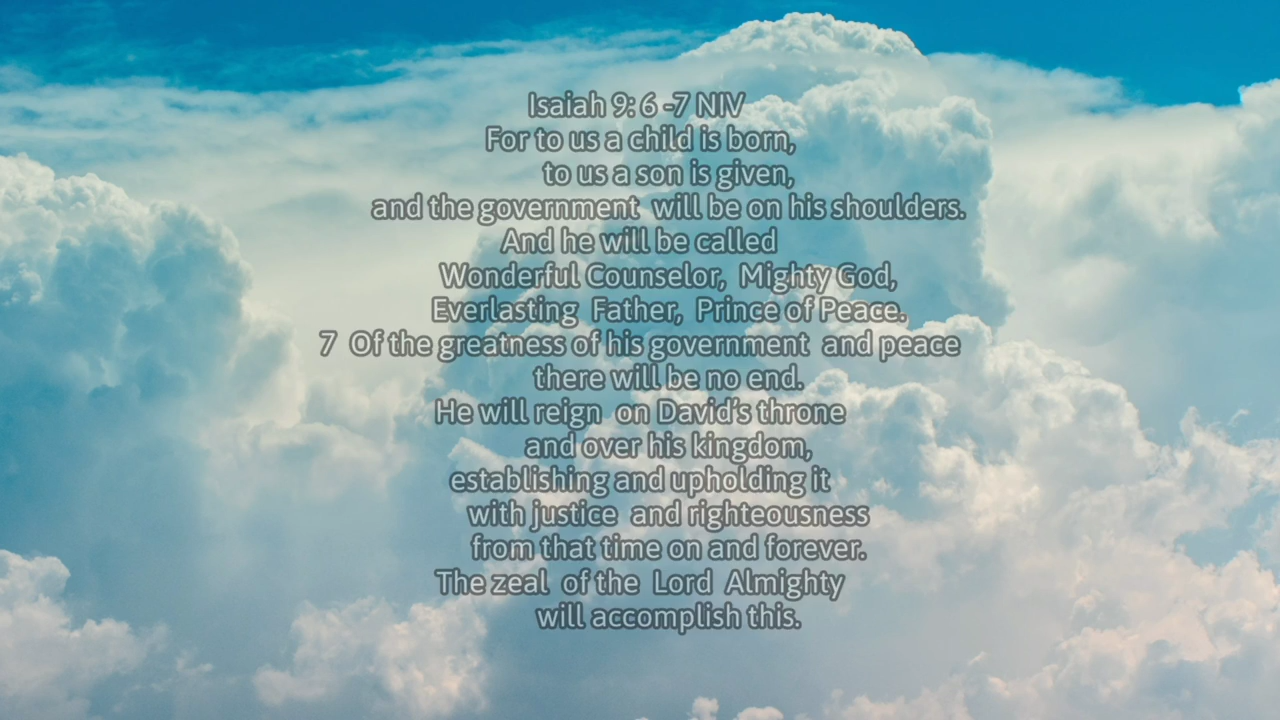 Isaiah 9: 6 -7 NIV
For to us a child is born,
to us a son is given,
and the government will be on his shoulders.
And he will be called
Wonderful Counselor, Mighty God,
Everlasting Father, Prince of Peace.
7 Of the greatness of his government and peace
there will be no end.
He will reign on David’s throne
and over his kingdom,
establishing and upholding it
with justice and righteousness
from that time on and forever.
The zeal of the Lord Almighty
will accomplish this.